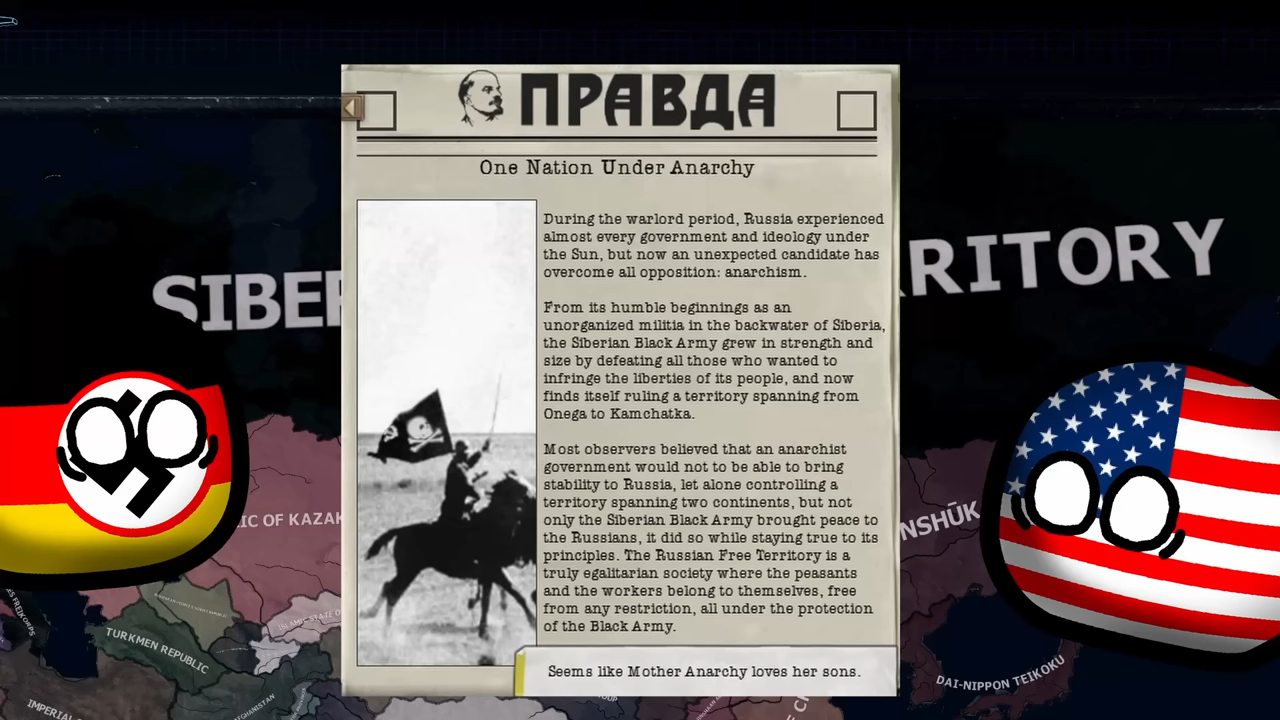 ПРАВДА
One Nation Under Anarchy
During the warlord period, Russia experienced
almost every government and ideology under
the Sun, but now an unexpected candidate has
overcome all opposition: anarchism.
From its humble beginnings as an
unorganized militia in the backwater of Siberia,
the Siberian Black Army grew in strength and
size by defeating all those who wanted to
infringe the liberties of its people, and now
finds itself ruling a territory spanning from
Onega to Kamchatka.
Most observers believed that an anarchist
government would not to be able to bring
stability to Russia, let alone controlling a
territory spanning two continents, but not
only the Siberian Black Army brought peace to
the Russians, it did so while staying true to its
principles. The Russian Free Territory is a
truly egalitarian society where the peasants
and the workers belong to themselves, free
from any restriction, all under the protection
of the Black Army.
Seems like Mother Anarchy loves her sons.
SIBE
RRITORY
IC OF KAZAK
NSHŪK
TURKMEN REPUBLIC
AFGHANISTAN
ISLAMIC STATE O
IMPERIAL
DAI-NIPPON TEIKOKU